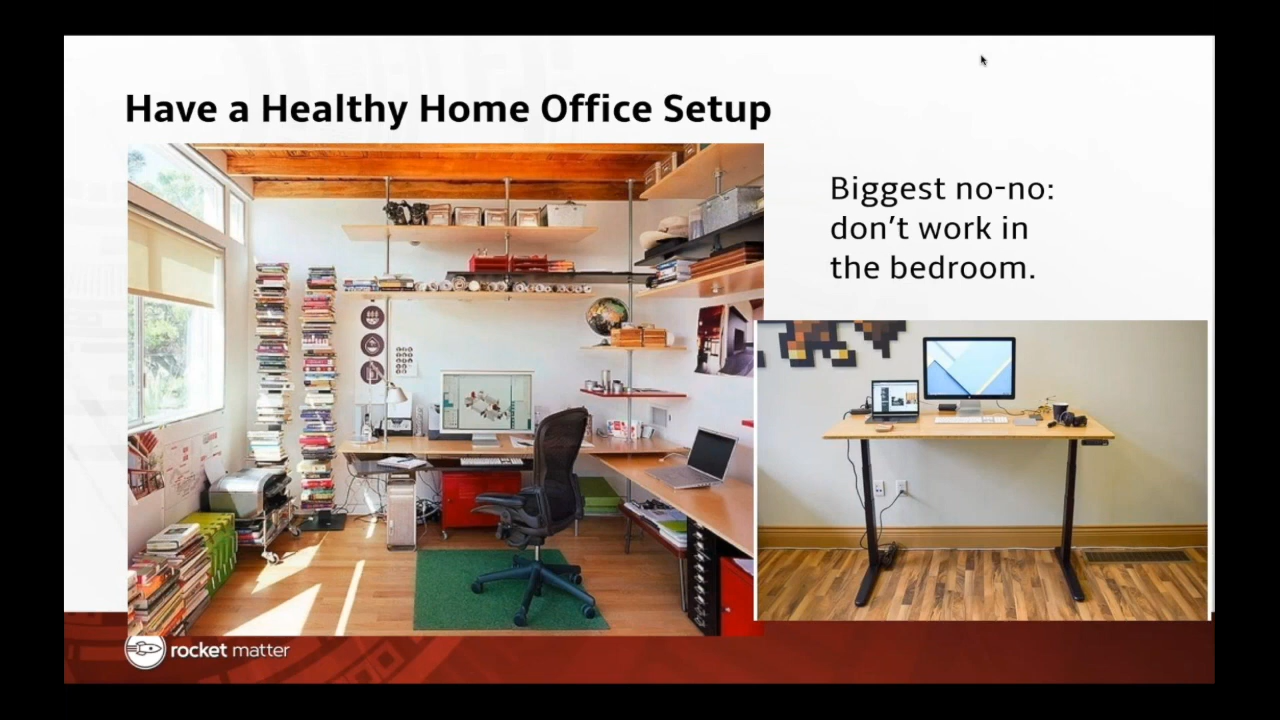 Have a Healthy Home Office Setup
Biggest no-no:
don't work in
the bedroom.
rocket matter